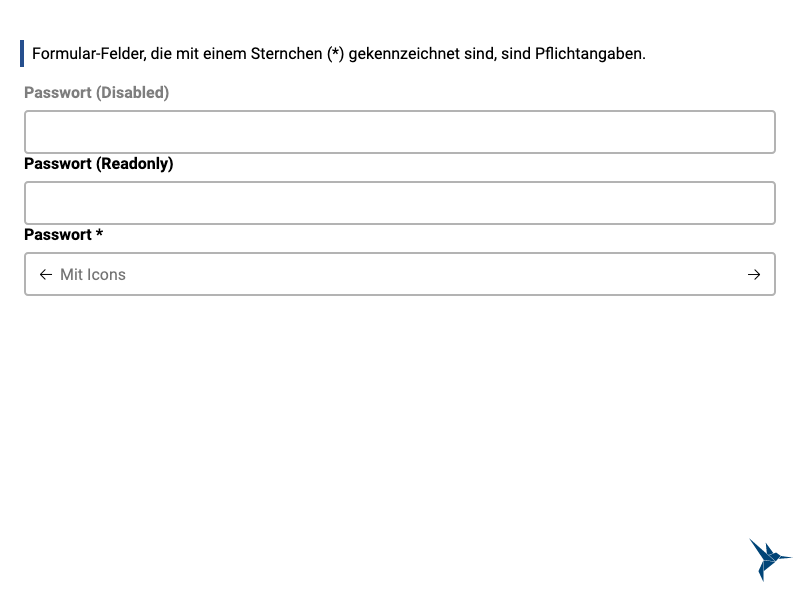 Formular-Felder, die mit einem Sternchen (*) gekennzeichnet sind, sind Pflichtangaben.
Passwort (Disabled)
Passwort (Readonly)
Passwort *
Mit Icons